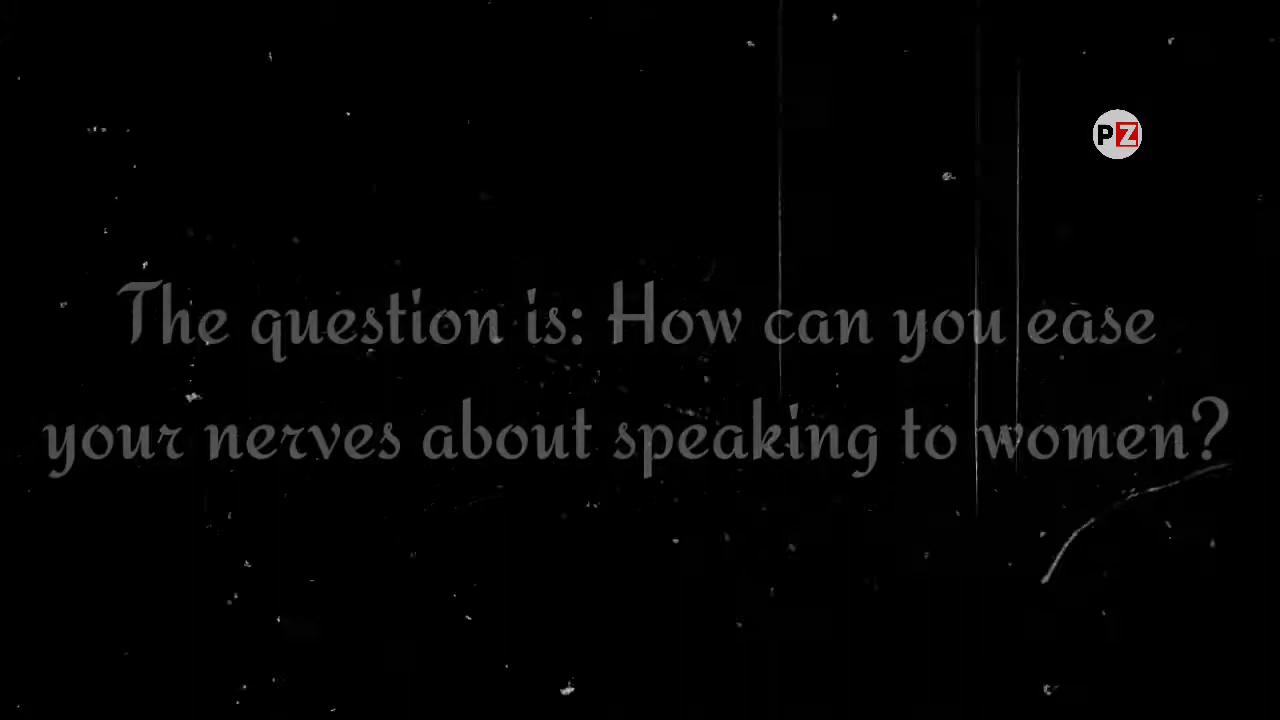 PZ
The question is: How can you ease
your nerves about speaking to women?